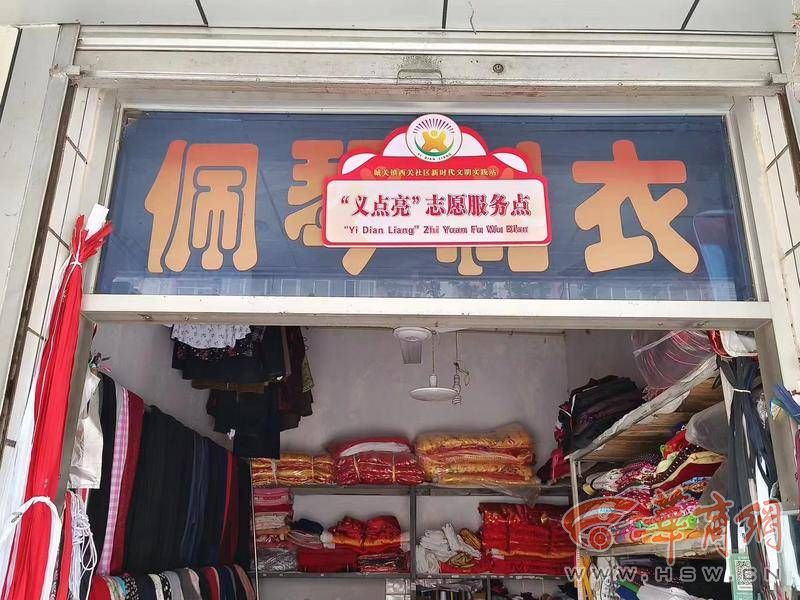 佩 制衣
YI DIAN LIANG
城关镇西关社区新时代文明实践站
“义点亮”志愿服务点
"Yi Dian Liang" Zhi Yuan Fu Wu Dian
华商网
WWW.HSW.CN